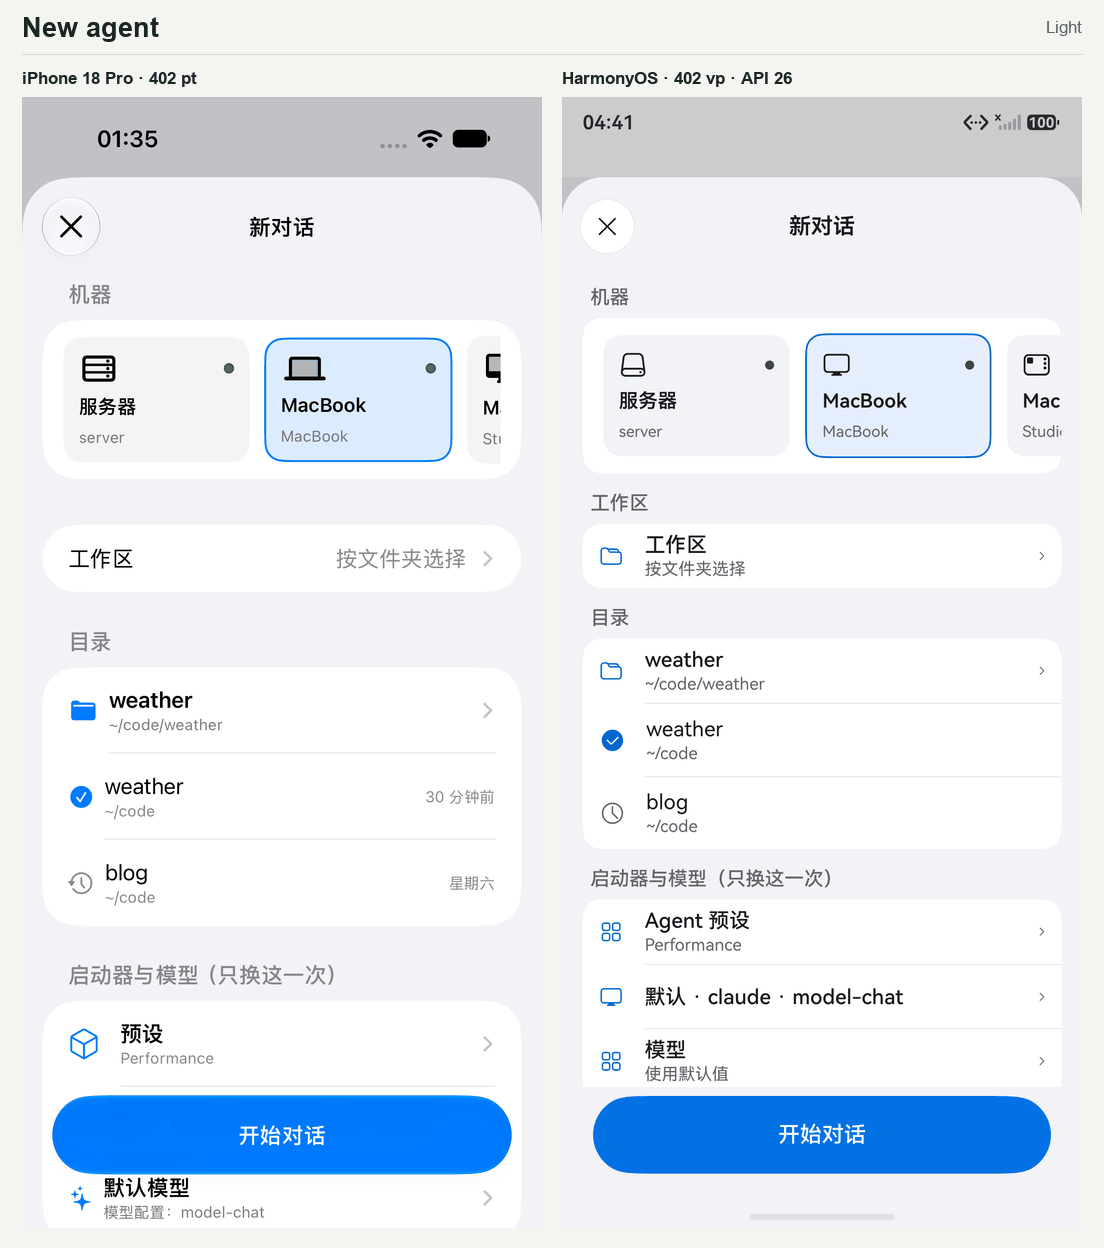 New agent
Light
iPhone 18 Pro · 402 pt
01:35
新对话
机器
服务器
server
MacBook
MacBook
工作区
按文件夹选择
目录
weather
~/code/weather
weather
~/code
30 分钟前
blog
~/code
星期六
启动器与模型（只换这一次）
预设
Performance
开始对话
默认模型
模型配置：model-chat
HarmonyOS · 402 vp · API 26
04:41
100
新对话
机器
服务器
server
MacBook
MacBook
Mac
工作区
工作区
按文件夹选择
目录
weather
~/code/weather
weather
~/code
blog
~/code
启动器与模型（只换这一次）
Agent 预设
Performance
默认 · claude · model-chat
模型
使用默认值
开始对话